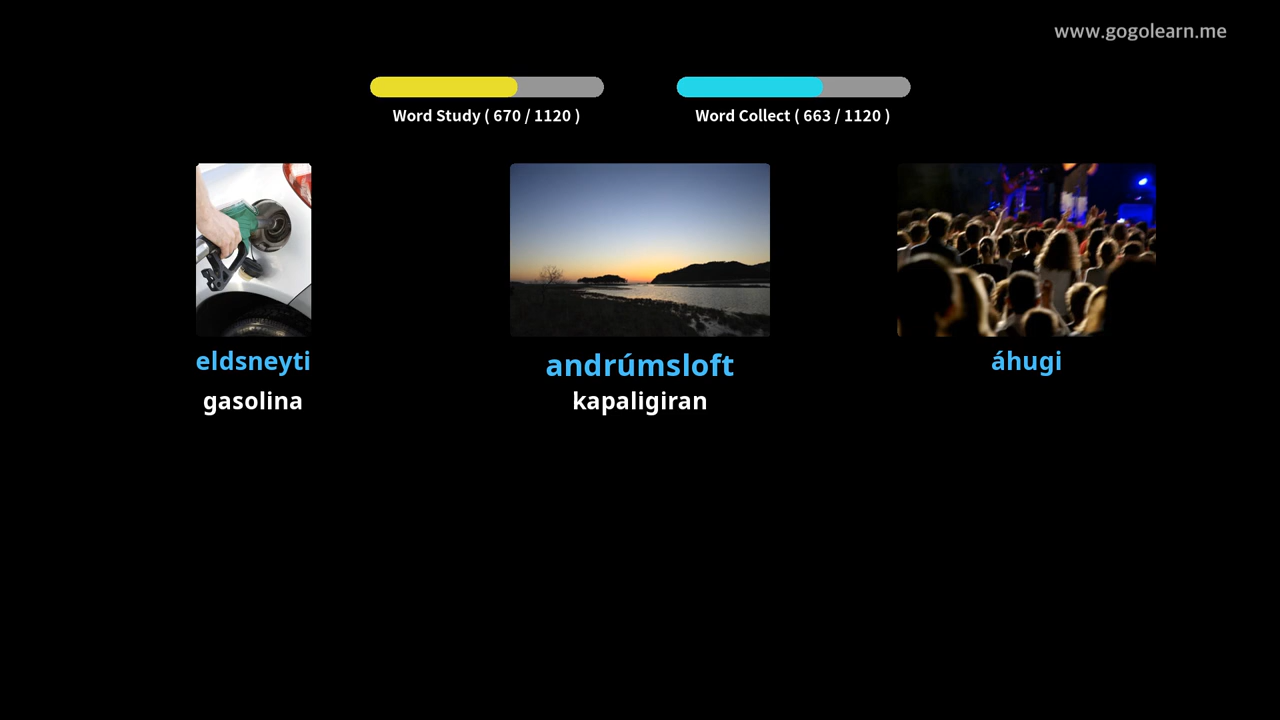 www.gogolearn.me
Word Study ( 670 / 1120 )
Word Collect ( 663 / 1120 )
eldsneyti
gasolina
andrúmsloft
kapaligiran
áhugi